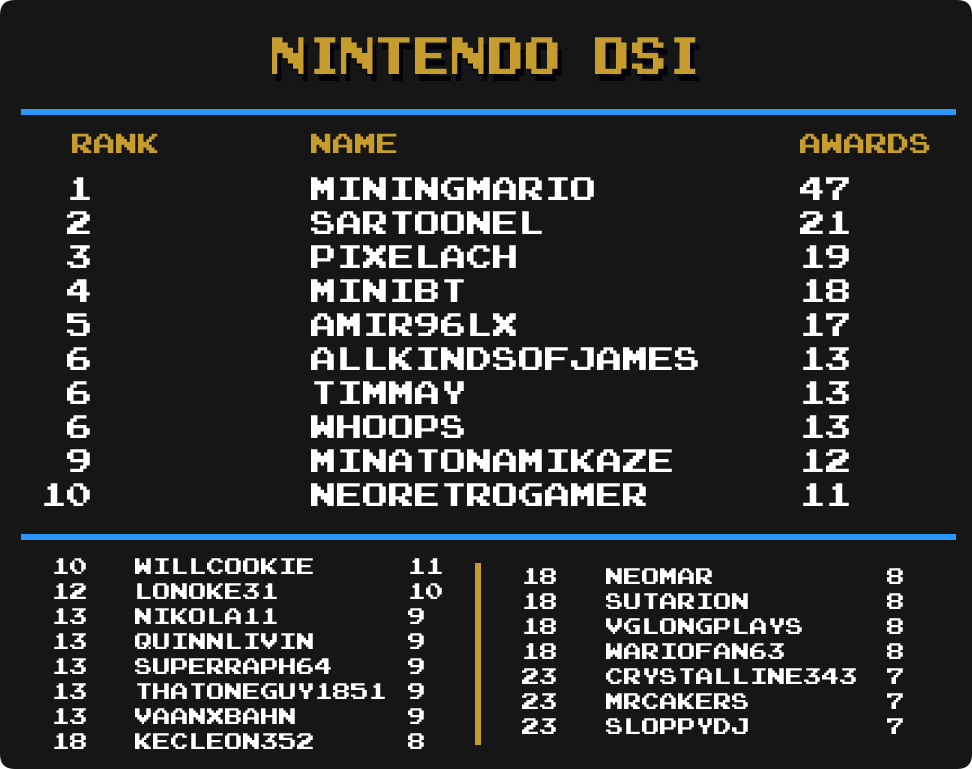 NINTENDO DSI
RANK NAME AWARDS
1 MININGMARIO 47
2 SARTOONEL 21
3 PIXELACH 19
4 MINIBT 18
5 AMIR96LX 17
6 ALLKINDSOFJAMES 13
6 TIMMAY 13
6 WHOOPS 13
9 MINATONAMIKAZE 12
10 NEORETROGAMER 11
10 WILLCOOKIE 11
12 LONOKE31 10
13 NIKOLA11 9
13 QUINNLIVIN 9
13 SUPERRAPH64 9
13 THATONEGUY1851 9
13 VAANXBAHN 9
18 KECLEON352 8
18 NEOMAR 8
18 SUTARION 8
18 VGLONGPLAYS 8
18 WARIOFAN63 8
23 CRYSTALLINE343 7
23 MRCAKERS 7
23 SLOPPYDJ 7